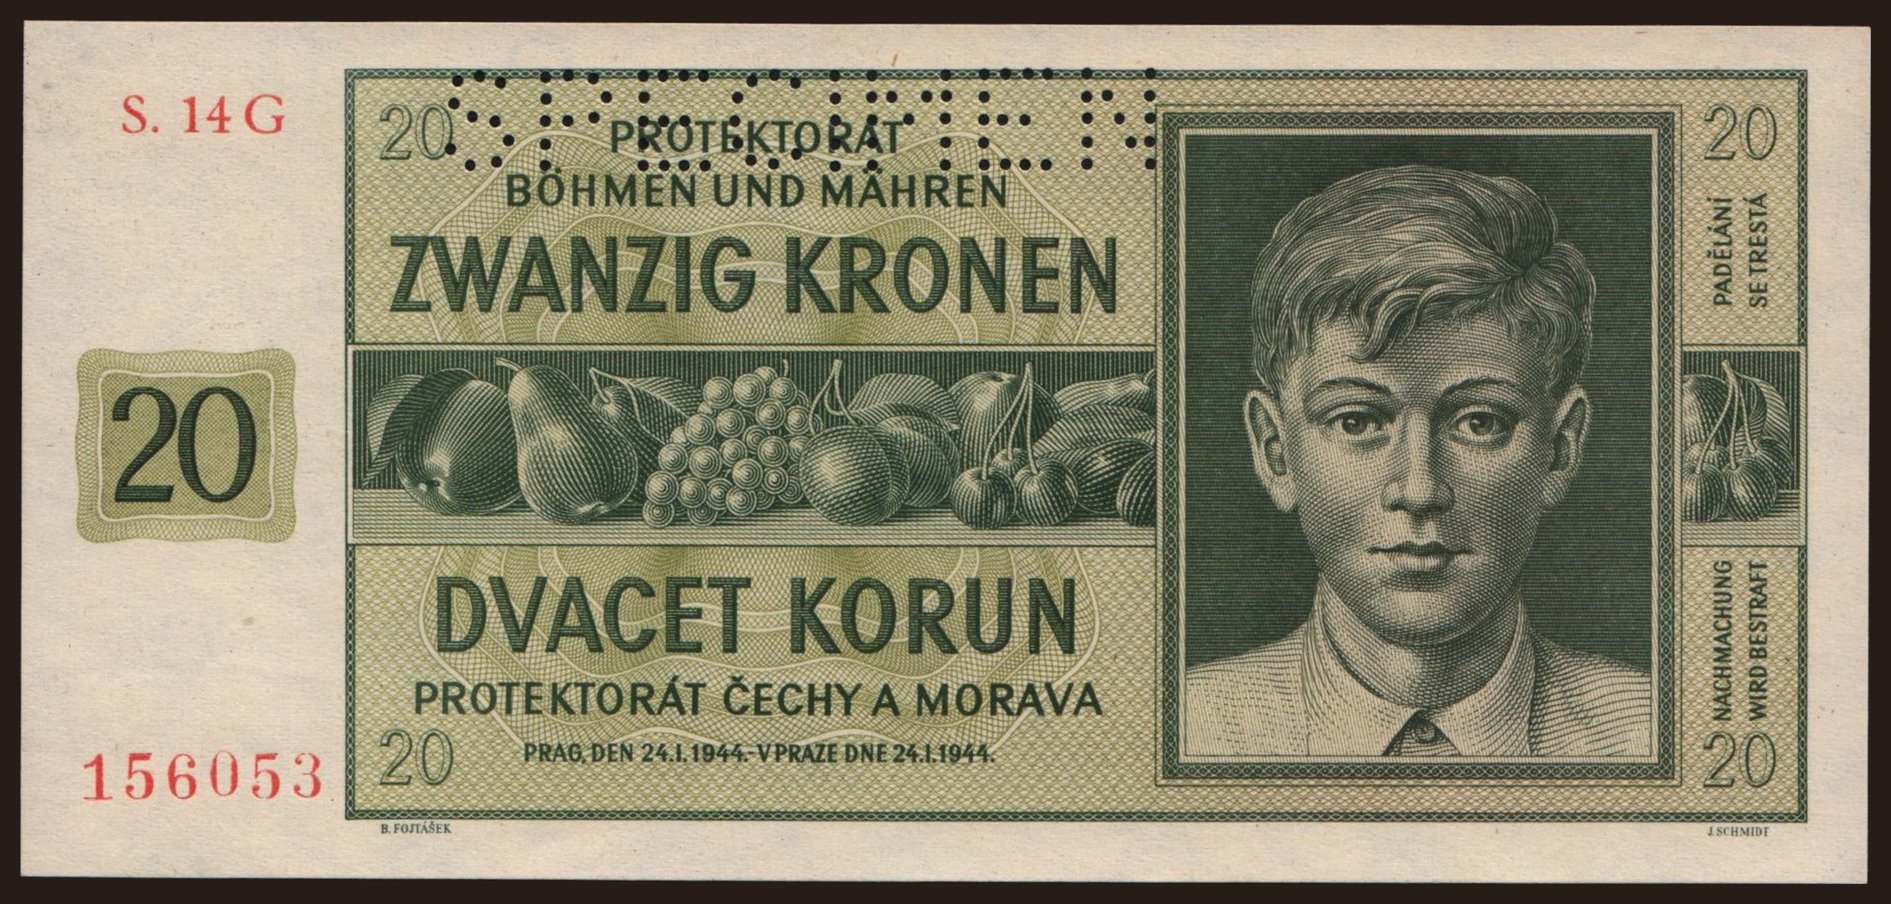 SPECIMEN
S. 14 G
20
20
PROTEKTORAT
BÖHMEN UND MÄHREN
ZWANZIG KRONEN
PADĚLÁNÍ
SE TRESTÁ
20
DVACET KORUN
PROTEKTORÁT ČECHY A MORAVA
NACHMACHUNG
WIRD BESTRAFT
156053
20
PRAG, DEN 24.I.1944.-V PRAZE DNE 24.I.1944.
20
B. FOJTÁŠEK
J. SCHMIDT